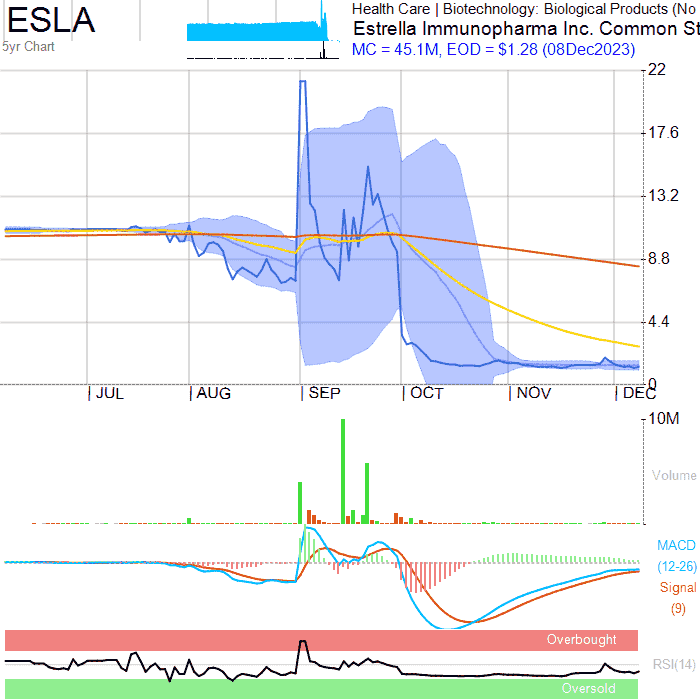 ESLA
5yr Chart
Health Care | Biotechnology: Biological Products (No
Estrella Immunopharma Inc. Common St
MC = 45.1M, EOD = $1.28 (08Dec2023)
22
17.6
13.2
8.8
4.4
0
JUL AUG SEP OCT NOV DEC
10M
Volume
MACD
(12-26)
Signal
(9)
Overbought
RSI(14)
Oversold